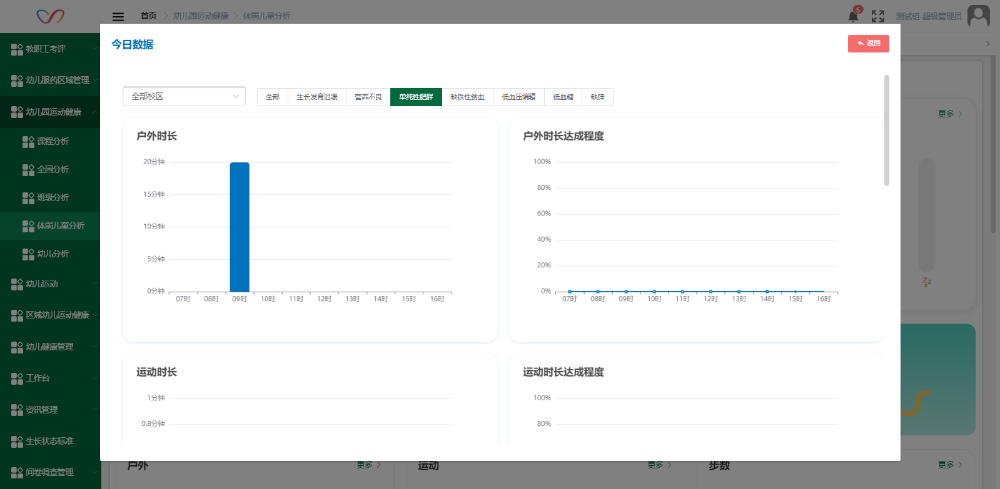 首页 > 幼儿园运动健康 > 体弱儿童分析
5
测试组-超级管理员
教职工考评
幼儿服药区域管理
幼儿园运动健康
课程分析
全园分析
班级分析
体弱儿童分析
幼儿分析
幼儿运动
区域幼儿运动健康
幼儿健康管理
工作台
资讯管理
生长状态标准
问卷调查管理
今日数据
返回
全部校区
全部 生长发育迟缓 营养不良 单纯性肥胖 缺铁性贫血 低血压编辑 低血糖 缺锌
更多 >
户外时长
20分钟
15分钟
10分钟
5分钟
0分钟
07时 08时 09时 10时 11时 12时 13时 14时 15时 16时
户外时长达成程度
100%
80%
60%
40%
20%
0%
07时 08时 09时 10时 11时 12时 13时 14时 15时 16时
运动时长
1分钟
0.8分钟
运动时长达成程度
100%
80%
户外 更多 >
运动 更多 >
步数 更多 >